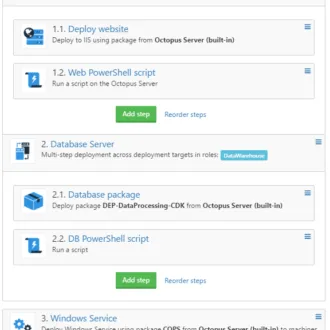 1.1. Deploy website
Deploy to IIS using package from Octopus Server (built-in)
1.2. Web PowerShell script
Run a script on the Octopus Server
Add step Reorder steps
2. Database Server
Multi-step deployment across deployment targets in roles: DataWarehouse
2.1. Database package
Deploy package DEP-DataProcessing-CDK from Octopus Server (built-in)
2.2. DB PowerShell script
Run a script
Add step Reorder steps
3. Windows Service
Deploy Windows Service using package COPS from Octopus Server (built-in) to machines